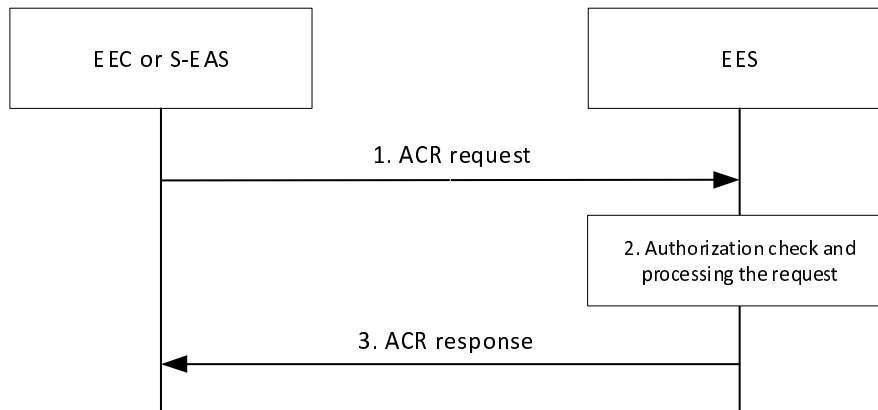 EEC or S-EAS
EES
1. ACR request
2. Authorization check and
processing the request
3. ACR response